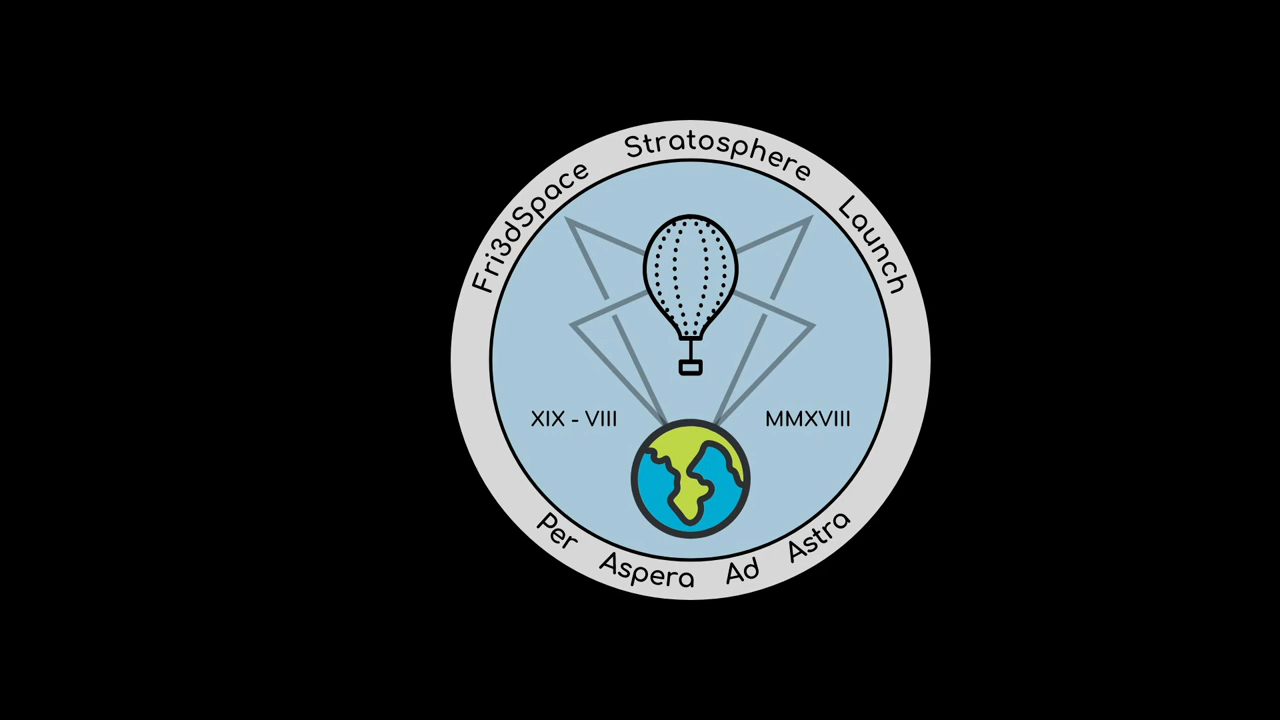 Fri3dSpace Stratosphere Launch
XIX - VIII
MMXVIII
Per Aspera Ad Astra